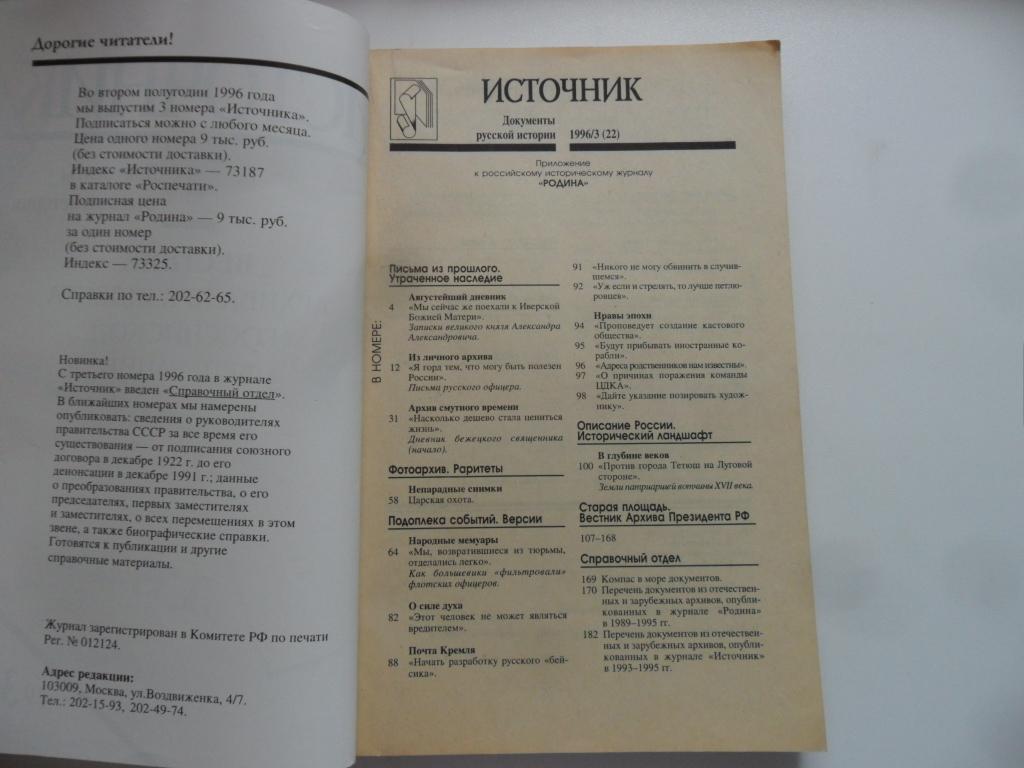 Дорогие читатели!
Во втором полугодии 1996 года
мы выпустим 3 номера «Источника».
Подписаться можно с любого месяца.
Цена одного номера 9 тыс. руб.
(без стоимости доставки).
Индекс «Источника» — 73187
в каталоге «Роспечати».
Подписная цена
на журнал «Родина» — 9 тыс. руб.
за один номер
(без стоимости доставки).
Индекс — 73325.
Справки по тел.: 202-62-65.
Новинка!
С третьего номера 1996 года в журнале
«Источник» введен «Справочный отдел».
В ближайших номерах мы намерены
опубликовать: сведения о руководителях
правительства СССР за все время его
существования — от подписания союзного
договора в декабре 1922 г. до его
денонсации в декабре 1991 г.; данные
о преобразованиях правительства, о его
председателях, первых заместителях
и заместителях, о всех перемещениях в этом
звене, а также биографические справки.
Готовятся к публикации и другие
справочные материалы.
Журнал зарегистрирован в Комитете РФ по печати
Рег. № 012124.
Адрес редакции:
103009, Москва, ул.Воздвиженка, 4/7.
Тел.: 202-15-93, 202-49-74.
ИСТОЧНИК
Документы
русской истории 1996/3 (22)
Приложение
к российскому историческому журналу
«РОДИНА»
В НОМЕРЕ:
Письма из прошлого.
Утраченное наследие
Августейший дневник
4 «Мы сейчас же поехали к Иверской
Божией Матери».
Записки великого князя Александра
Александровича.
Из личного архива
12 «Я горд тем, что могу быть полезен
России».
Письма русского офицера.
Архив смутного времени
31 «Насколько дешево стала цениться
жизнь».
Дневник бежецкого священника
(начало).
Фотоархив. Раритеты
Непарадные снимки
58 Царская охота.
Подоплека событий. Версии
Народные мемуары
64 «Мы, возвратившиеся из тюрьмы,
отделались легко».
Как большевики «фильтровали»
флотских офицеров.
О силе духа
82 «Этот человек не может являться
вредителем».
Почта Кремля
88 «Начать разработку русского «бей-
сика».
91 «Никого не могу обвинить в случив-
шемся».
92 «Уж если и стрелять, то лучше петлю-
ровцев».
Нравы эпохи
94 «Проповедует создание кастового
общества».
95 «Будут прибывать иностранные ко-
рабли».
96 «Адреса родственников нам известны».
97 «О причинах поражения команды
ЦДКА».
98 «Дайте указание позировать худож-
нику».
Описание России.
Исторический ландшафт
В глубине веков
100 «Против города Тетюш на Луговой
стороне».
Земли патриаршей вотчины XVII века.
Старая площадь.
Вестник Архива Президента РФ
107–168
Справочный отдел
169 Компас в море документов.
170 Перечень документов из отечествен-
ных и зарубежных архивов, опубли-
кованных в журнале «Родина»
в 1989–1995 гг.
182 Перечень документов из отечествен-
ных и зарубежных архивов, опубли-
кованных в журнале «Источник»
в 1993–1995 гг.